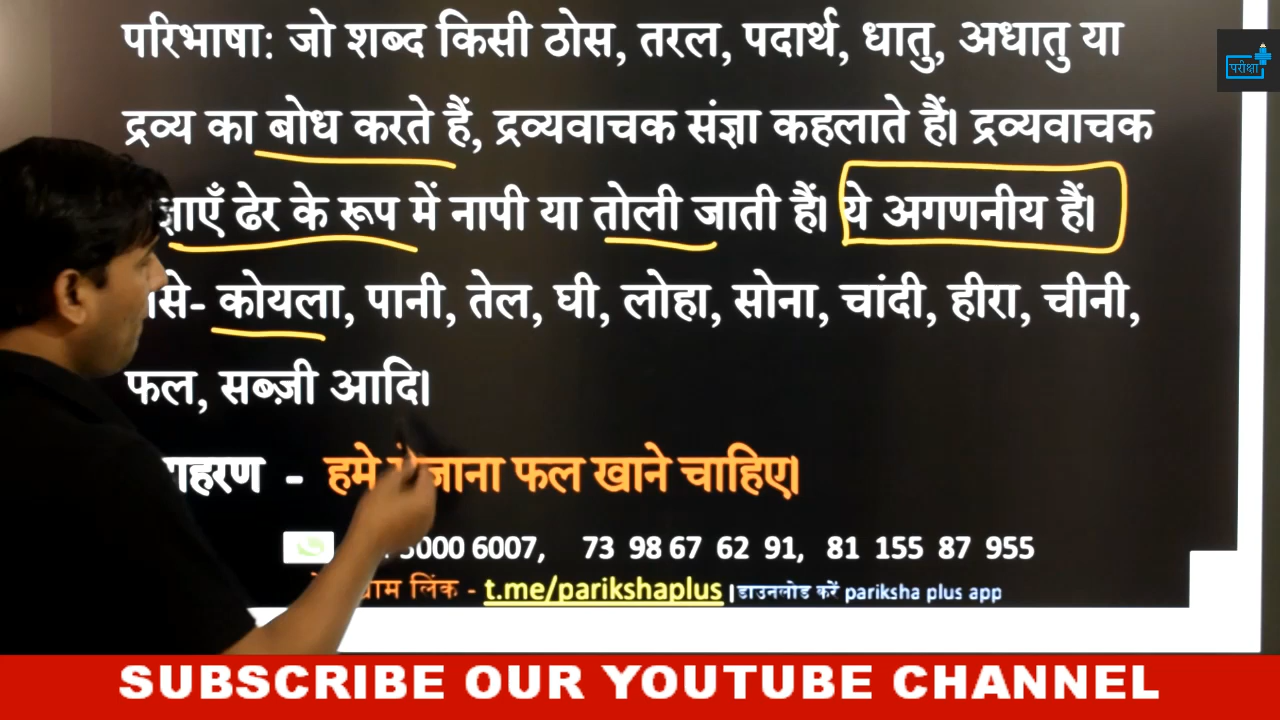 परिभाषा: जो शब्द किसी ठोस, तरल, पदार्थ, धातु, अधातु या
परीक्षा
द्रव्य का बोध करते हैं, द्रव्यवाचक संज्ञा कहलाते हैं। द्रव्यवाचक
ढेर के रूप में नापी या तोली जाती हैं। ये अगणनीय हैं।
कोयला, पानी, तेल, घी, लोहा, सोना, चांदी, हीरा, चीनी,
फल, सब्ज़ी आदि।
- हमे फल खाने चाहिए।
6007, 73 98 67 62 91, 81 155 87 955
लिंक - t.me/parikshaplus |डाउनलोड करें pariksha plus app
SUBSCRIBE OUR YOUTUBE CHANNEL